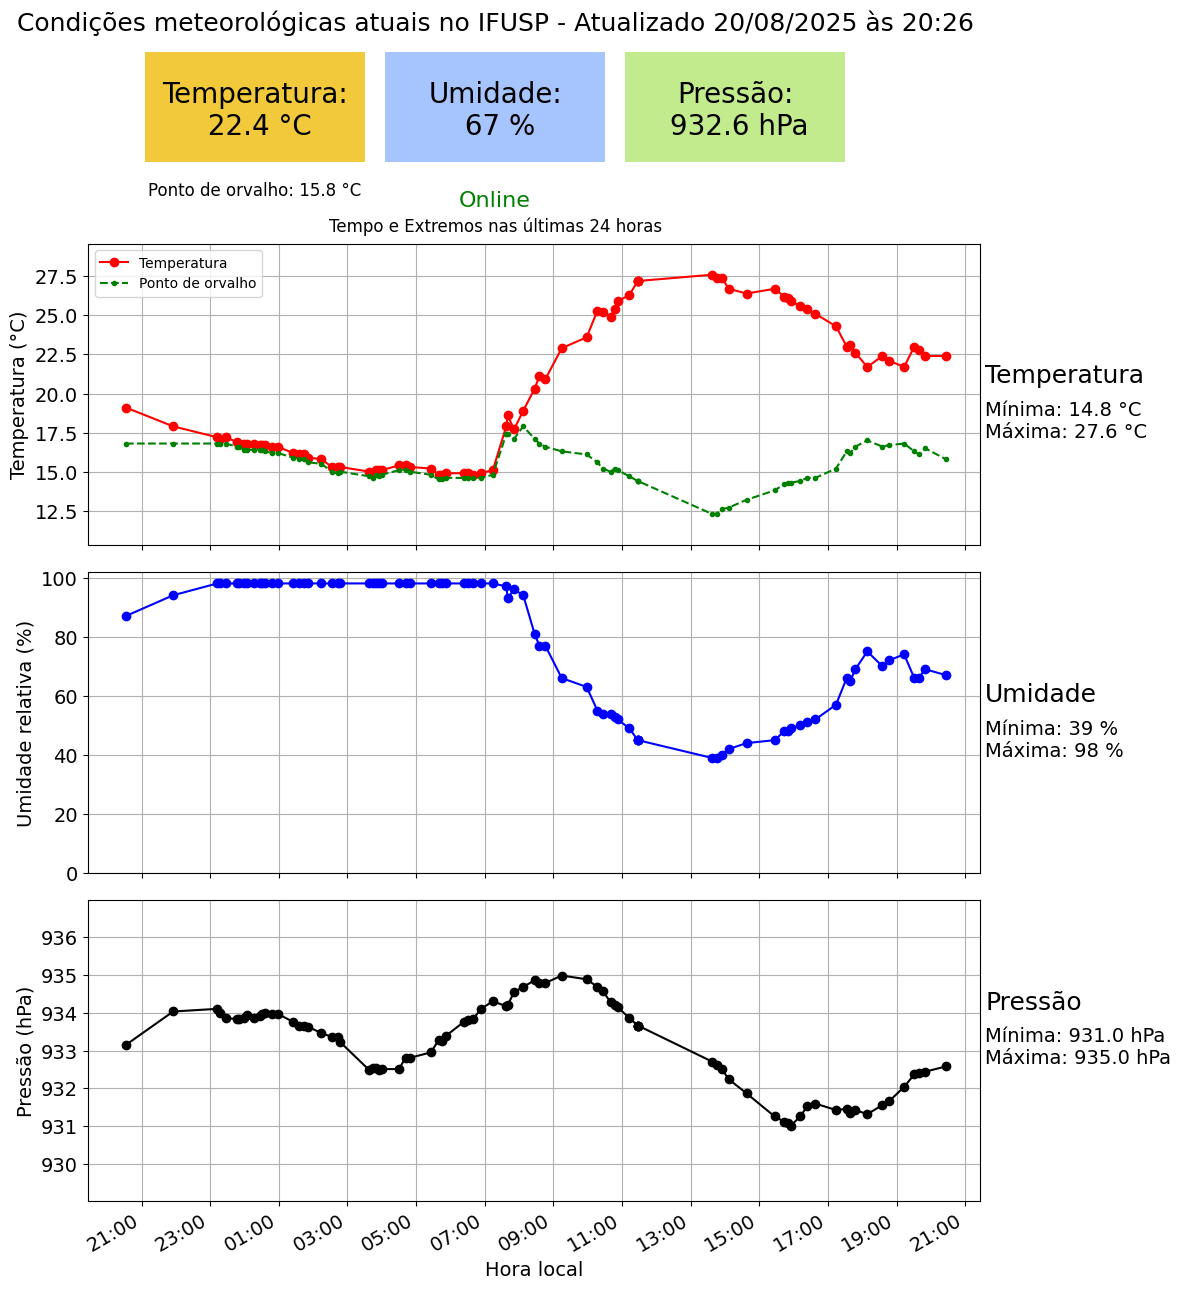 Condições meteorológicas atuais no IFUSP - Atualizado 20/08/2025 às 20:26
Temperatura:
22.4 °C
Umidade:
67 %
Pressão:
932.6 hPa
Ponto de orvalho: 15.8 °C
Online
Tempo e Extremos nas últimas 24 horas
Temperatura (°C)
27.5
25.0
22.5
20.0
17.5
15.0
12.5
Temperatura
Ponto de orvalho
Temperatura
Mínima: 14.8 °C
Máxima: 27.6 °C
Umidade relativa (%)
100
80
60
40
20
0
Umidade
Mínima: 39 %
Máxima: 98 %
Pressão (hPa)
936
935
934
933
932
931
930
Pressão
Mínima: 931.0 hPa
Máxima: 935.0 hPa
21:00 23:00 01:00 03:00 05:00 07:00 09:00 11:00 13:00 15:00 17:00 19:00 21:00
Hora local